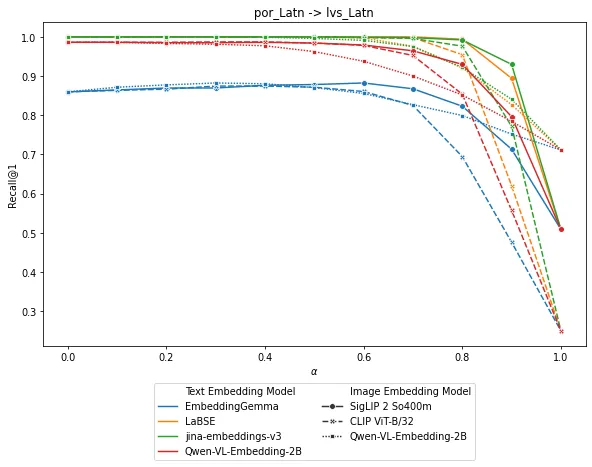 por_Latn -> lvs_Latn
Recall@1
1.0
0.9
0.8
0.7
0.6
0.5
0.4
0.3
0.0 0.2 0.4 0.6 0.8 1.0
α
Text Embedding Model Image Embedding Model
EmbeddingGemma SigLIP 2 So400m
LaBSE CLIP ViT-B/32
jina-embeddings-v3 Qwen-VL-Embedding-2B
Qwen-VL-Embedding-2B